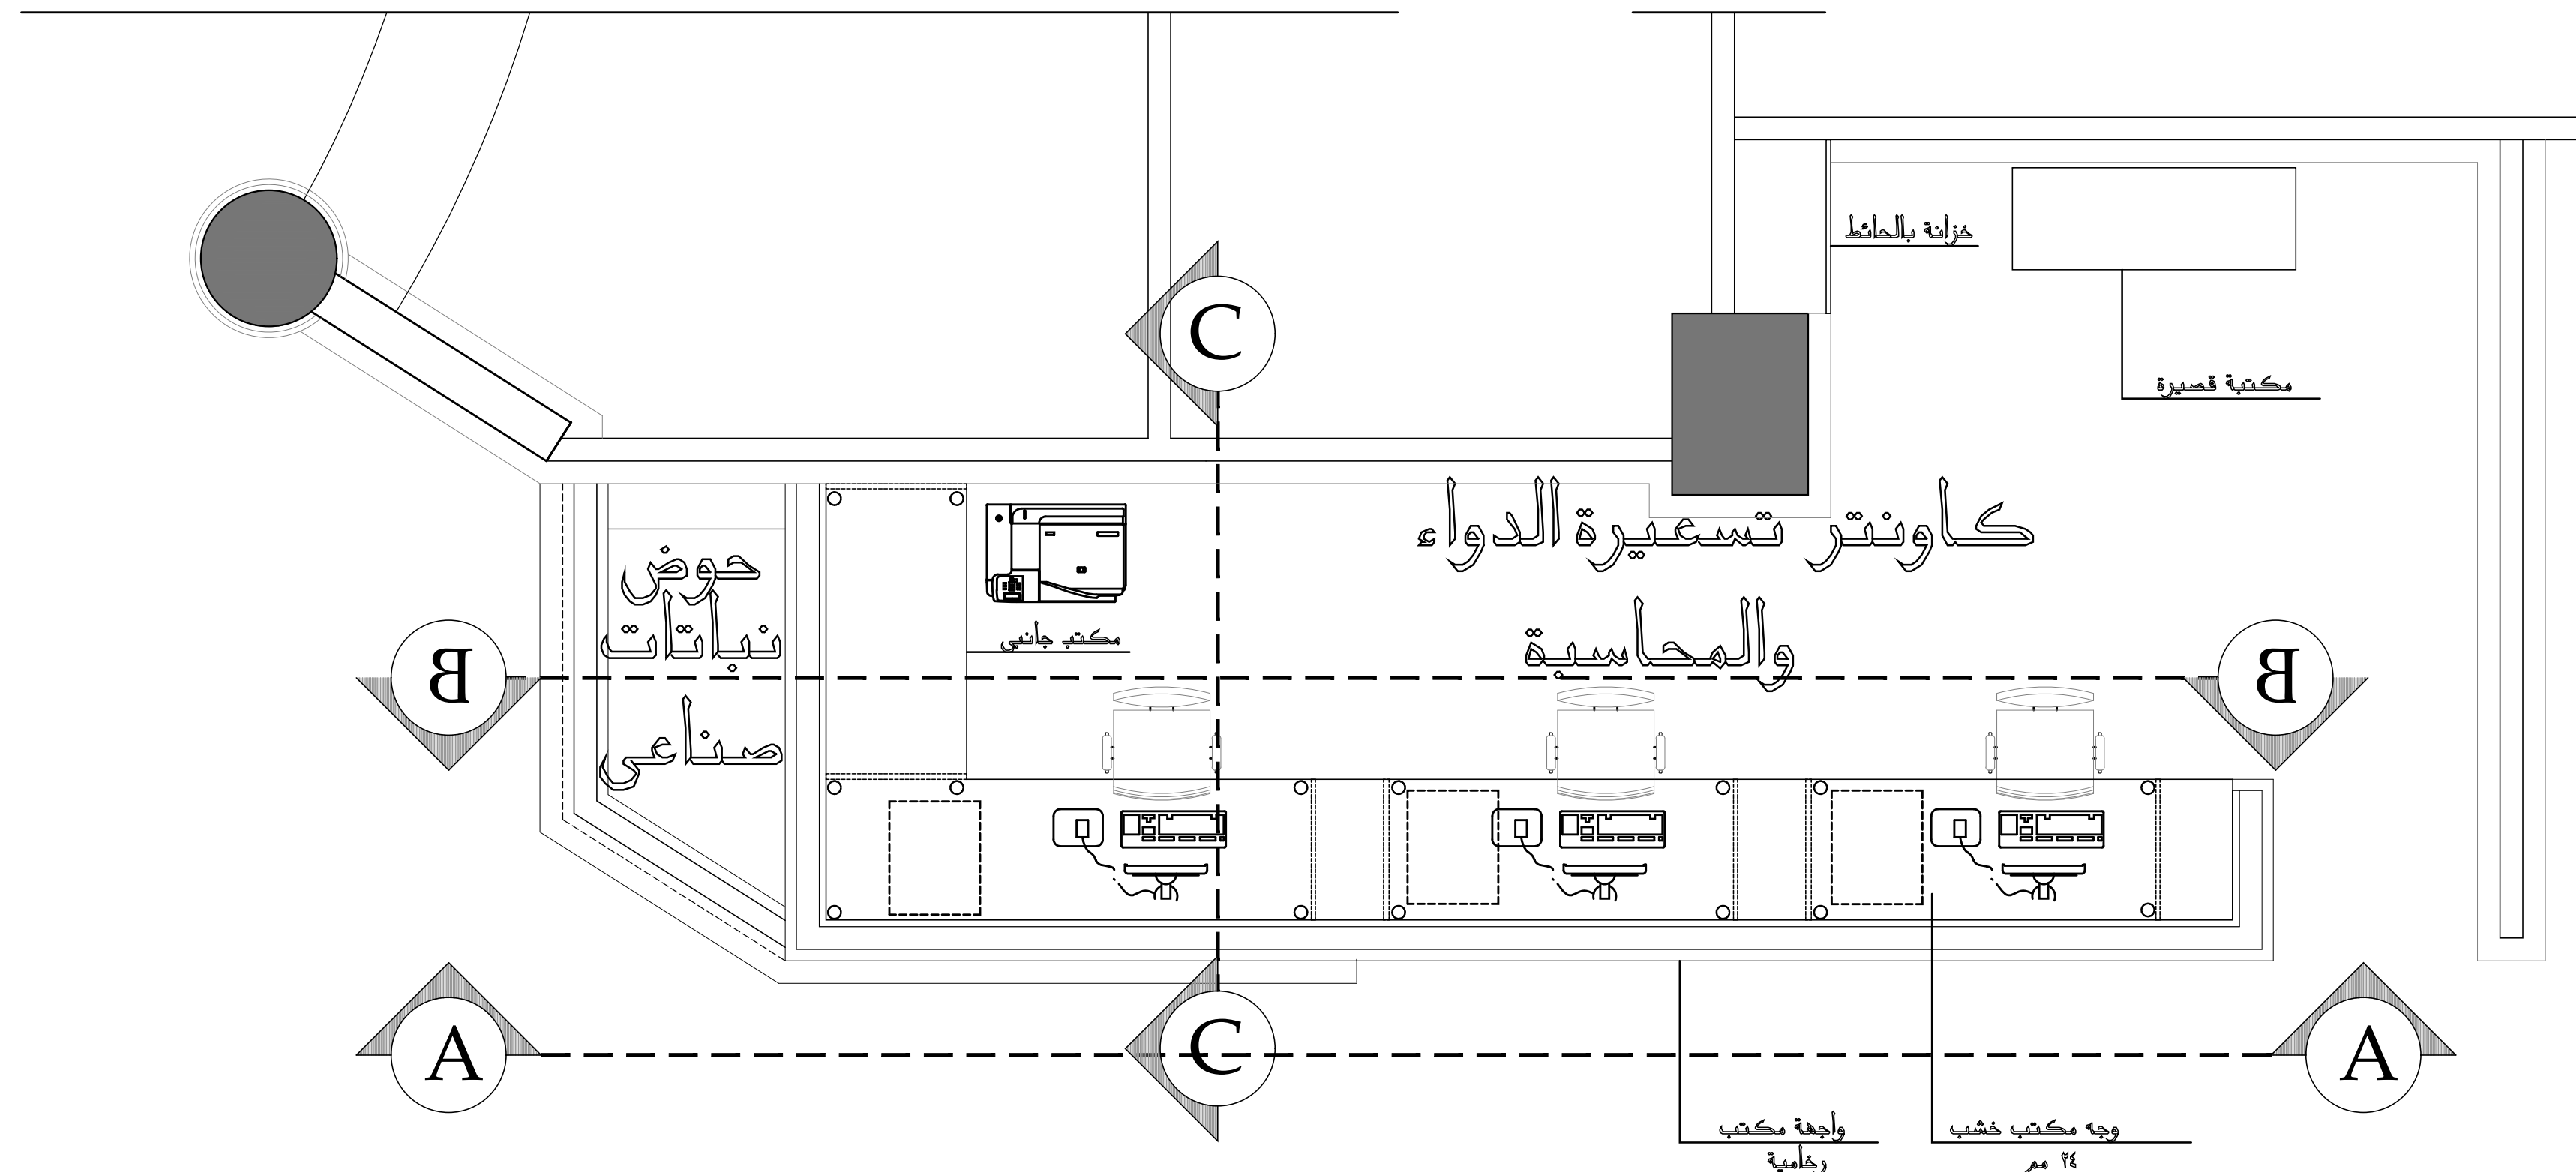 خزانة بالحائط
مكتبة قصيرة
C
كاونتر تسعيرة الدواء
والمحاسبة
حوض
نباتات
صناعي
مكتب جانبي
B
B
A
C
A
واجهة مكتب
رخامية
وجه مكتب خشب
٢٤ مم